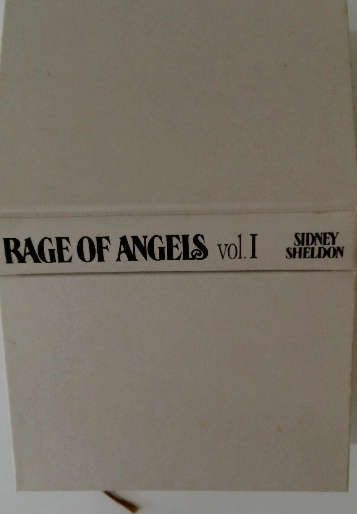 RAGE OF ANGELS vol. I
SIDNEY
SHELDON